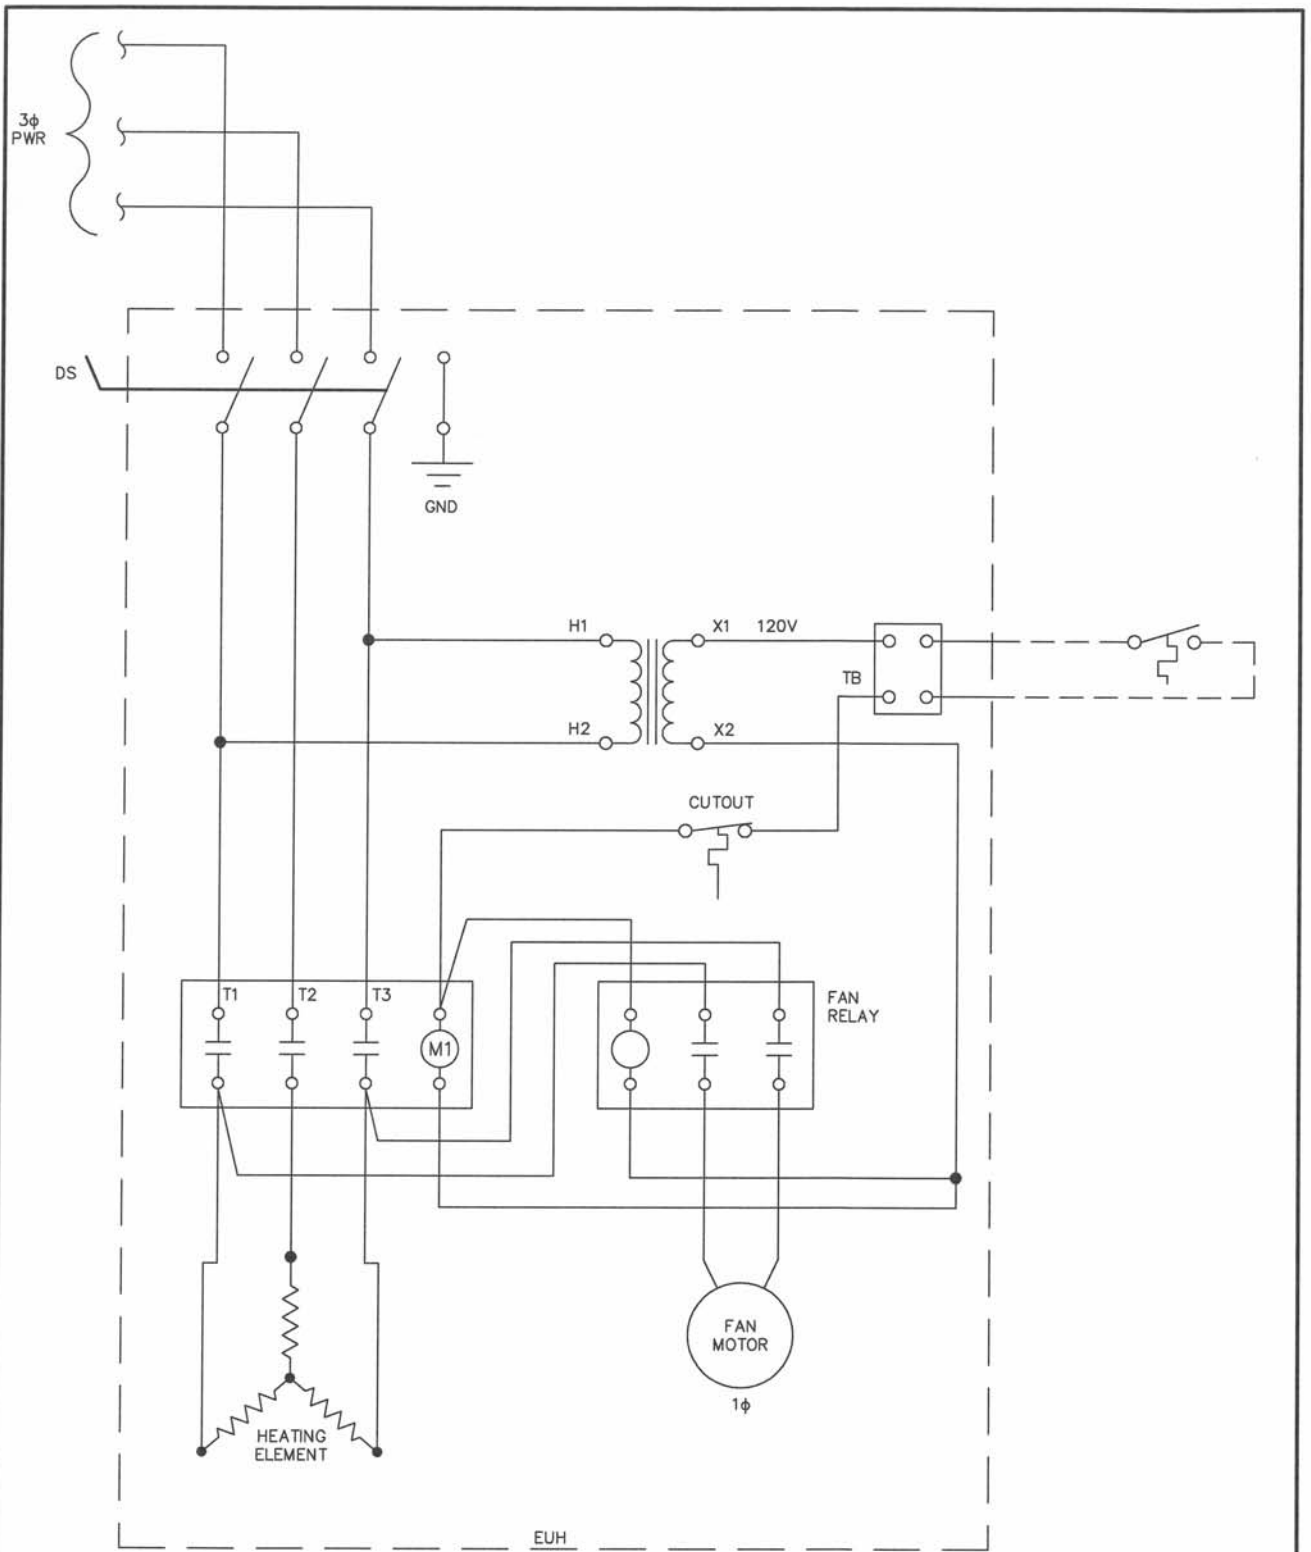 3ϕ
PWR
DS
GND
H1
X1 120V
TB
H2
X2
CUTOUT
T1
T2
T3
FAN
RELAY
M1
FAN
MOTOR
1ϕ
HEATING
ELEMENT
EUH